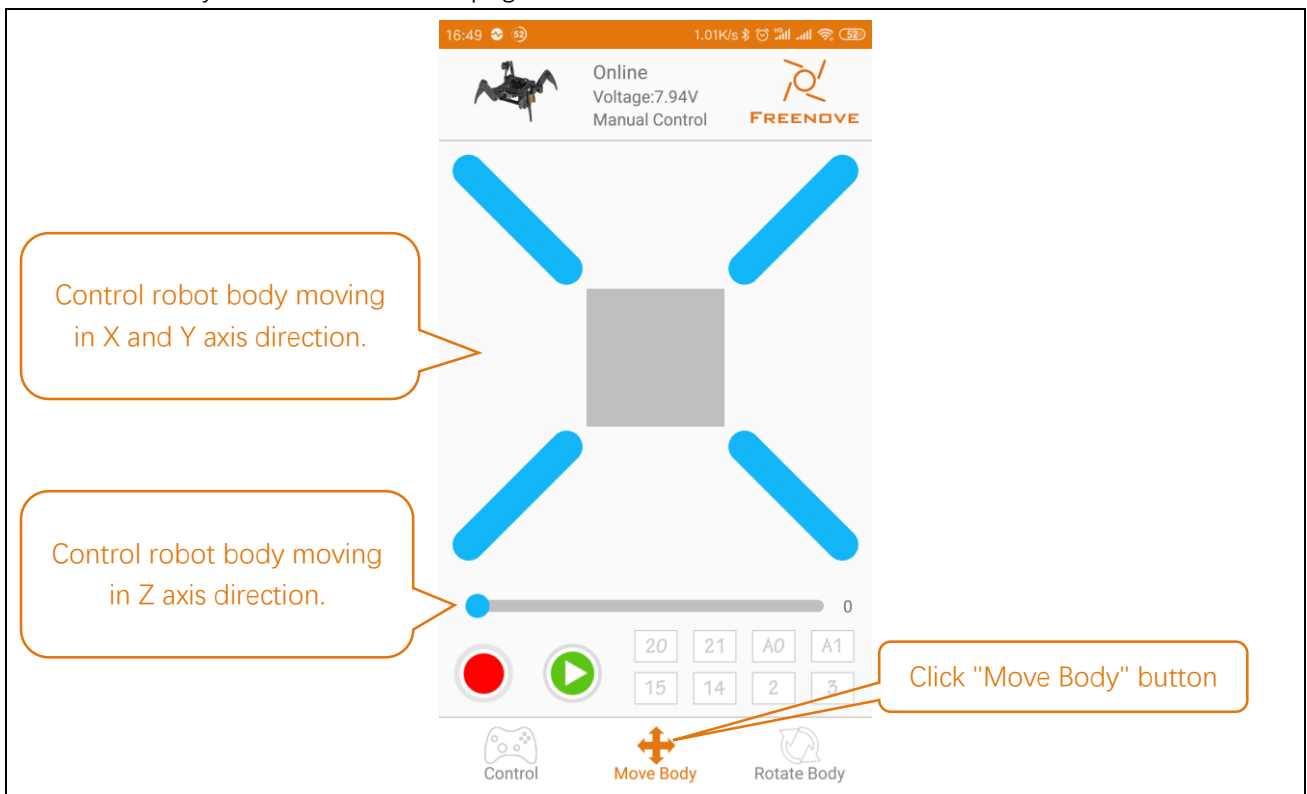 16:49 52 1.01K/s HD 52
Online
Voltage:7.94V
Manual Control
FREENOVE
Control robot body moving
in X and Y axis direction.
Control robot body moving
in Z axis direction.
0
20 21 A0 A1
15 14 2 3
Click "Move Body" button
Control Move Body Rotate Body